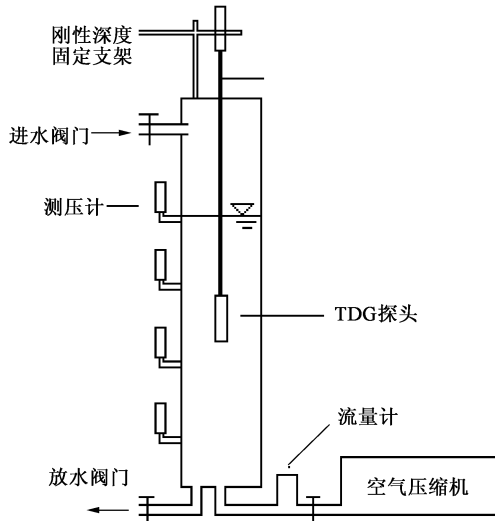 刚性深度
固定支架
进水阀门
测压计
TDG探头
流量计
放水阀门
空气压缩机